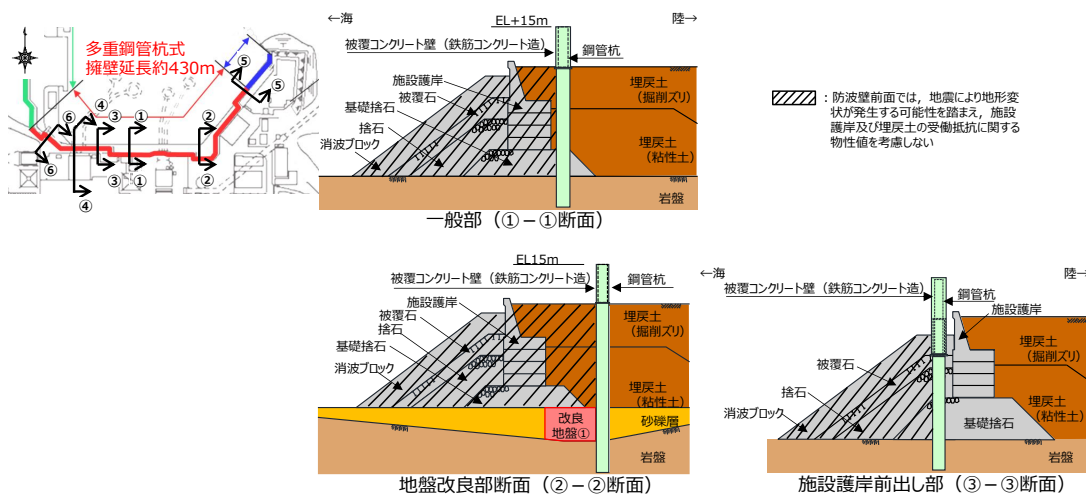 多重鋼管杭式
擁壁延長約430m
⑤
⑤
④
⑥
③
①
②
⑥
③
①
②
④
←海
陸→
EL+15m
被覆コンクリート壁（鉄筋コンクリート造）
鋼管杭
施設護岸
被覆石
基礎捨石
捨石
消波ブロック
埋戻土
（掘削ズリ）
埋戻土
（粘性土）
岩盤
一般部（①－①断面）
：防波壁前面では，地震により地形変
状が発生する可能性を踏まえ，施設
護岸及び埋戻土の受働抵抗に関する
物性値を考慮しない
EL15m
被覆コンクリート壁（鉄筋コンクリート造）
鋼管杭
施設護岸
被覆石
捨石
基礎捨石
消波ブロック
埋戻土
（掘削ズリ）
埋戻土
（粘性土）
改良
地盤①
砂礫層
岩盤
地盤改良部断面（②－②断面）
←海
陸→
被覆コンクリート壁（鉄筋コンクリート造）
鋼管杭
施設護岸
被覆石
捨石
消波ブロック
埋戻土
（掘削ズリ）
埋戻土
（粘性土）
基礎捨石
岩盤
施設護岸前出し部（③－③断面）